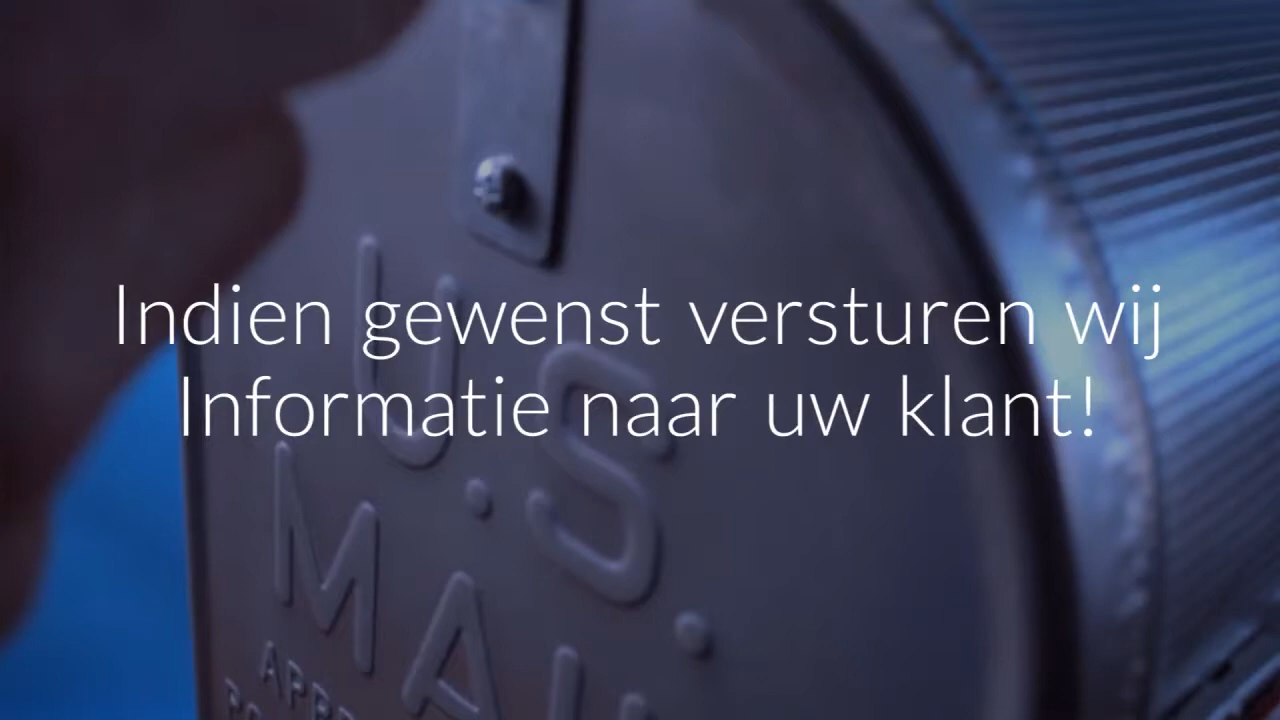 Indien gewenst versturen wij
Informatie naar uw klant!
U.S.
MAIL